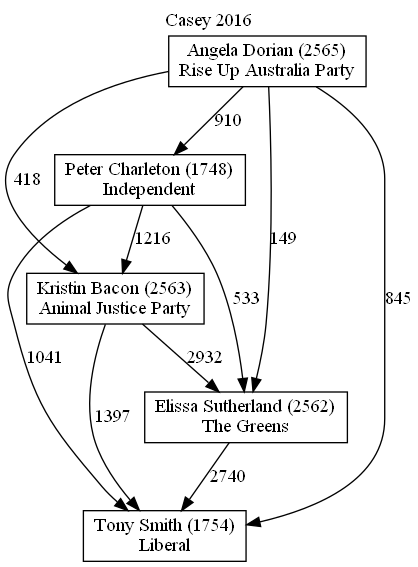 Casey 2016
Angela Dorian (2565)
Rise Up Australia Party
910
Peter Charleton (1748)
Independent
418
1216
149
Kristin Bacon (2563)
Animal Justice Party
533
845
1041
2932
1397
Elissa Sutherland (2562)
The Greens
2740
Tony Smith (1754)
Liberal